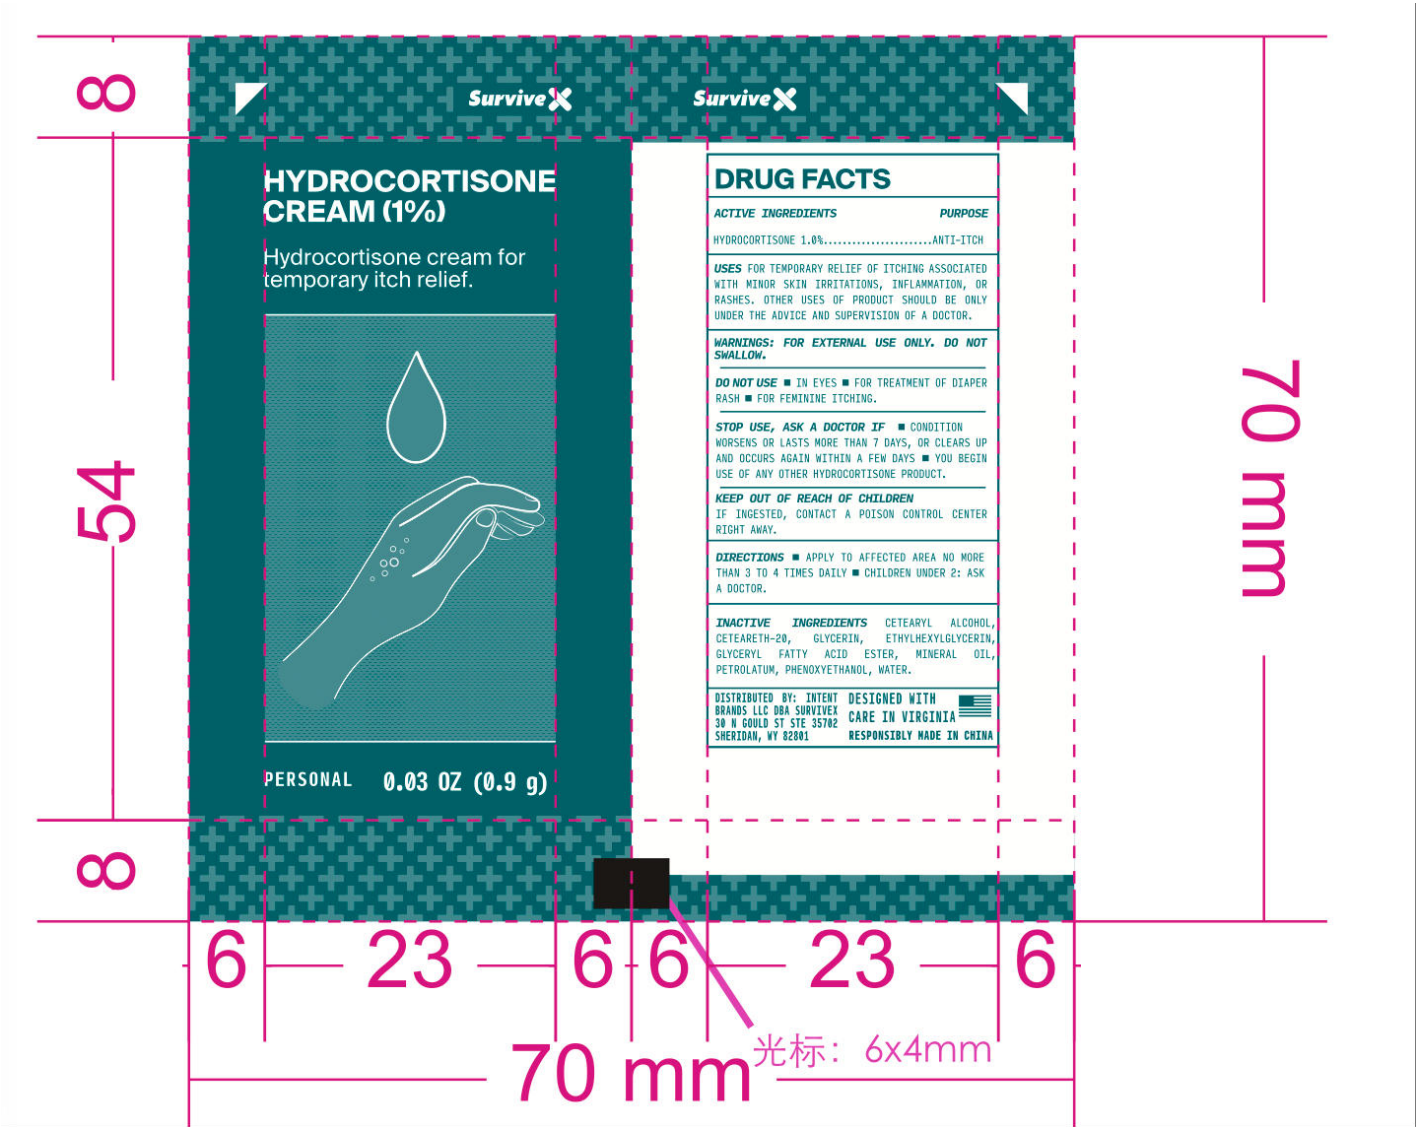 8
SurviveX
SurviveX
HYDROCORTISONE
CREAM (1%)
Hydrocortisone cream for
temporary itch relief.
54
PERSONAL 0.03 OZ (0.9 g)
8
DRUG FACTS
ACTIVE INGREDIENTS PURPOSE
HYDROCORTISONE 1.0%.......................ANTI-ITCH
USES FOR TEMPORARY RELIEF OF ITCHING ASSOCIATED
WITH MINOR SKIN IRRITATIONS, INFLAMMATION, OR
RASHES. OTHER USES OF PRODUCT SHOULD BE ONLY
UNDER THE ADVICE AND SUPERVISION OF A DOCTOR.
WARNINGS: FOR EXTERNAL USE ONLY. DO NOT
SWALLOW.
DO NOT USE ■ IN EYES ■ FOR TREATMENT OF DIAPER
RASH ■ FOR FEMININE ITCHING.
STOP USE, ASK A DOCTOR IF ■ CONDITION
WORSENS OR LASTS MORE THAN 7 DAYS, OR CLEARS UP
AND OCCURS AGAIN WITHIN A FEW DAYS ■ YOU BEGIN
USE OF ANY OTHER HYDROCORTISONE PRODUCT.
KEEP OUT OF REACH OF CHILDREN
IF INGESTED, CONTACT A POISON CONTROL CENTER
RIGHT AWAY.
DIRECTIONS ■ APPLY TO AFFECTED AREA NO MORE
THAN 3 TO 4 TIMES DAILY ■ CHILDREN UNDER 2: ASK
A DOCTOR.
INACTIVE INGREDIENTS CETEARYL ALCOHOL,
CETEARETH-20, GLYCERIN, ETHYLHEXYLGLYCERIN,
GLYCERYL FATTY ACID ESTER, MINERAL OIL,
PETROLATUM, PHENOXYETHANOL, WATER.
DISTRIBUTED BY: INTENT
BRANDS LLC DBA SURVIVEX
30 N GOULD ST STE 35702
SHERIDAN, WY 82801
DESIGNED WITH
CARE IN VIRGINIA
RESPONSIBLY MADE IN CHINA
70 mm
6 23 6 6 23 6
光标： 6x4mm
70 mm